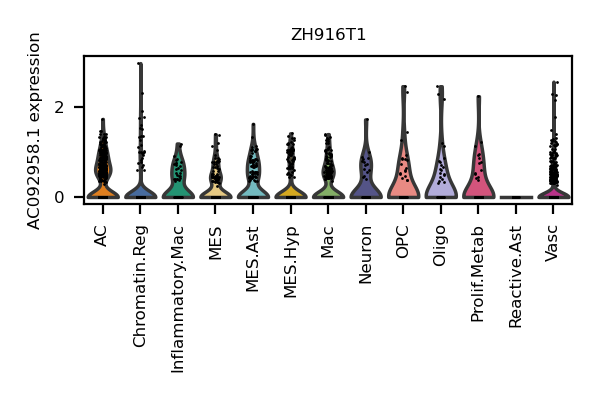 ZH916T1
AC092958.1 expression
2
0
AC
Chromatin.Reg
Inflammatory.Mac
MES
MES.Ast
MES.Hyp
Mac
Neuron
OPC
Oligo
Prolif.Metab
Reactive.Ast
Vasc